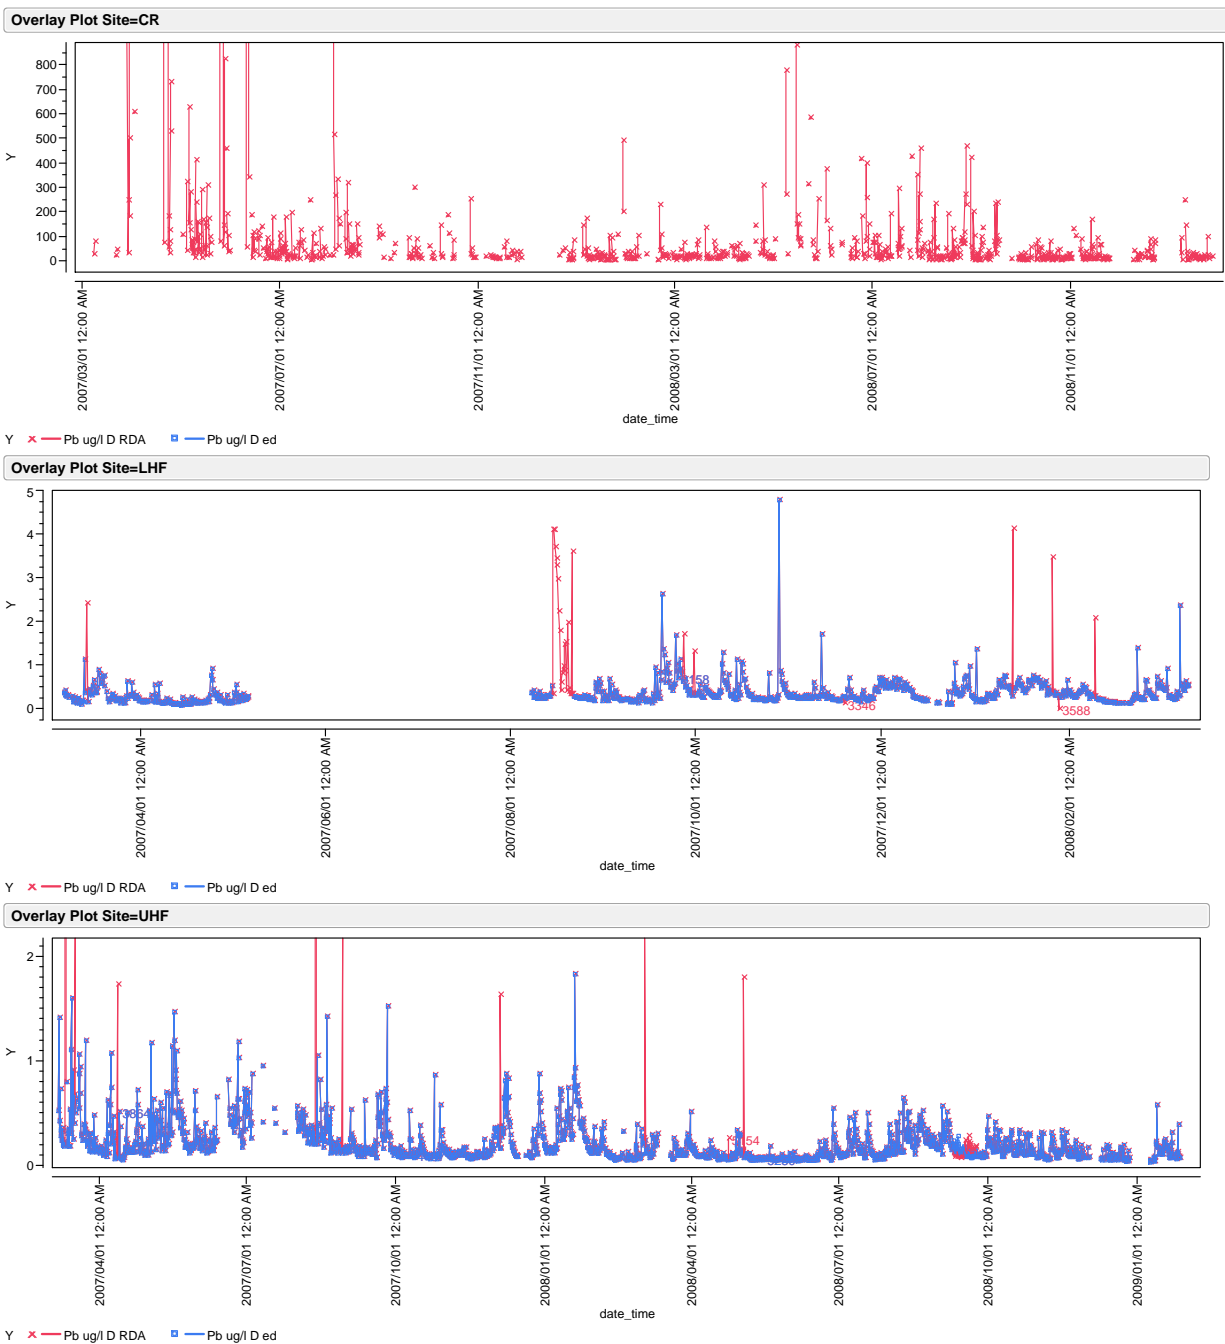 Overlay Plot Site=CR
800
700
600
500
400
300
200
100
0
Y
2007/03/01 12:00 AM
2007/07/01 12:00 AM
2007/11/01 12:00 AM
2008/03/01 12:00 AM
2008/07/01 12:00 AM
2008/11/01 12:00 AM
date_time
Y Pb ug/l D RDA Pb ug/l D ed
Overlay Plot Site=LHF
5
4
3
2
1
0
Y
3158
3346
3588
2007/04/01 12:00 AM
2007/06/01 12:00 AM
2007/08/01 12:00 AM
2007/10/01 12:00 AM
2007/12/01 12:00 AM
2008/02/01 12:00 AM
date_time
Y Pb ug/l D RDA Pb ug/l D ed
Overlay Plot Site=UHF
2
1
0
Y
2007/04/01 12:00 AM
2007/07/01 12:00 AM
2007/10/01 12:00 AM
2008/01/01 12:00 AM
2008/04/01 12:00 AM
2008/07/01 12:00 AM
2008/10/01 12:00 AM
2009/01/01 12:00 AM
date_time
Y Pb ug/l D RDA Pb ug/l D ed